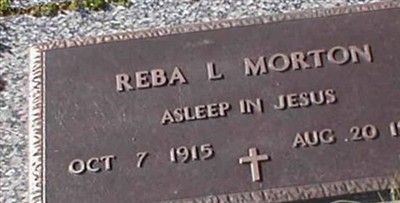 REBA L MORTON
ASLEEP IN JESUS
OCT 7 1915 AUG 20